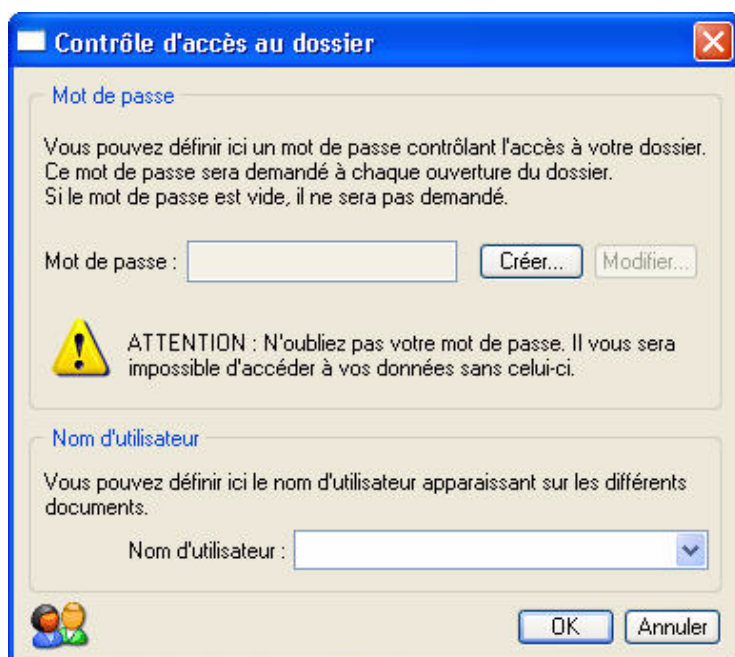 Contrôle d'accès au dossier
Mot de passe
Vous pouvez définir ici un mot de passe contrôlant l'accès à votre dossier.
Ce mot de passe sera demandé à chaque ouverture du dossier.
Si le mot de passe est vide, il ne sera pas demandé.
Mot de passe : Créer... Modifier...
ATTENTION : N'oubliez pas votre mot de passe. Il vous sera
impossible d'accéder à vos données sans celui-ci.
Nom d'utilisateur
Vous pouvez définir ici le nom d'utilisateur apparaissant sur les différents
documents.
Nom d'utilisateur :
OK Annuler